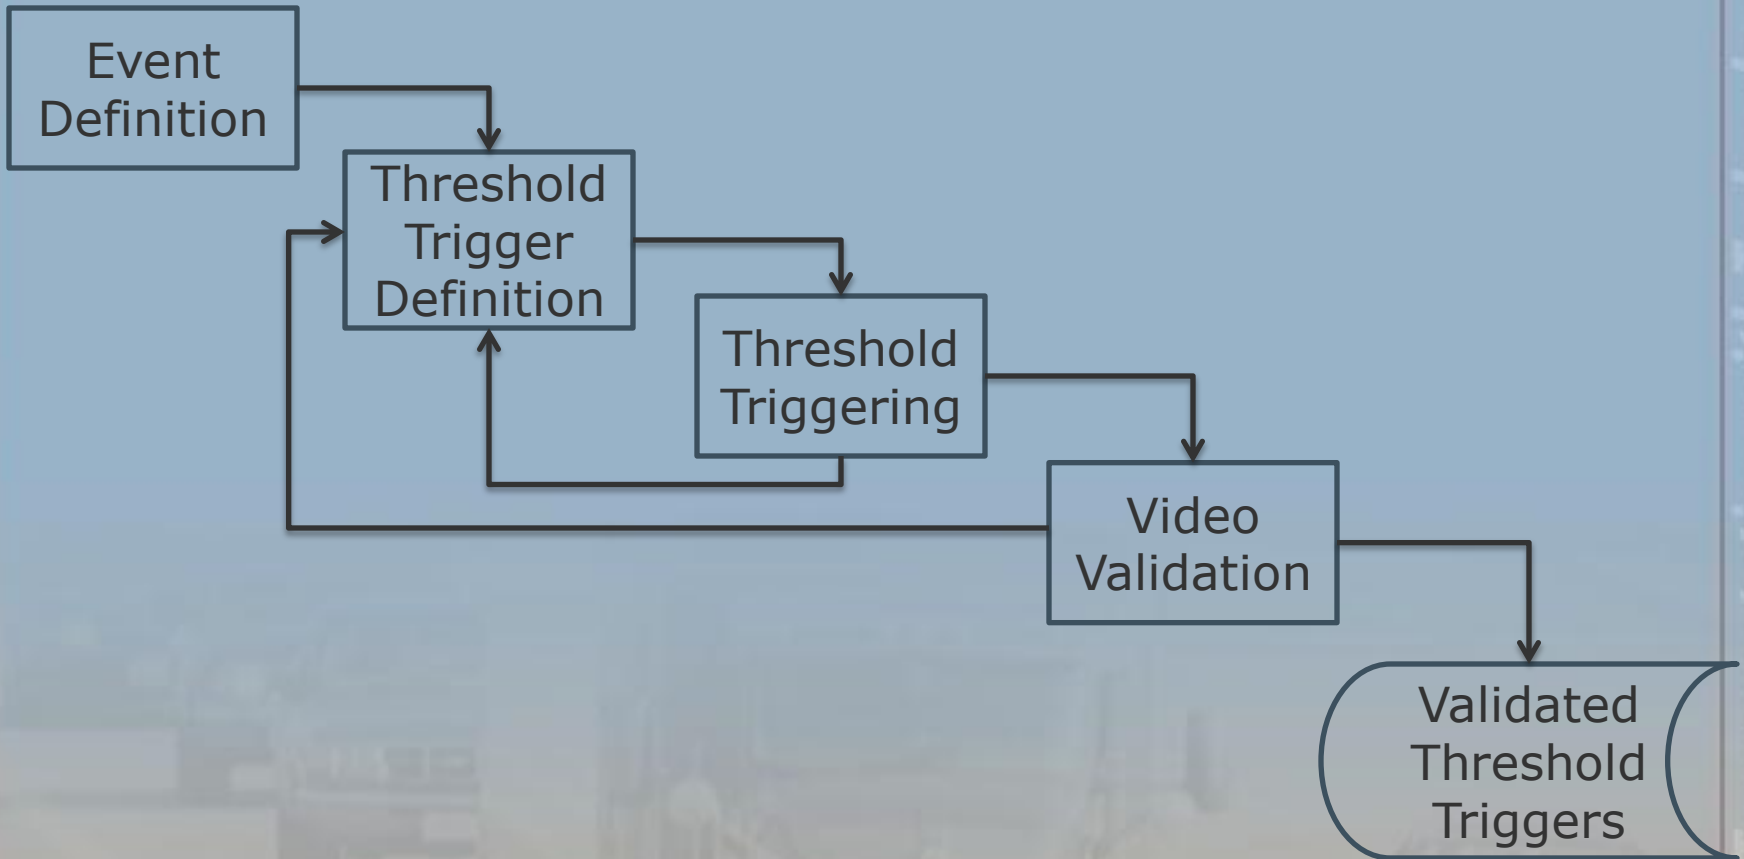 Event
Definition
Threshold
Trigger
Definition
Threshold
Triggering
Video
Validation
Validated
Threshold
Triggers